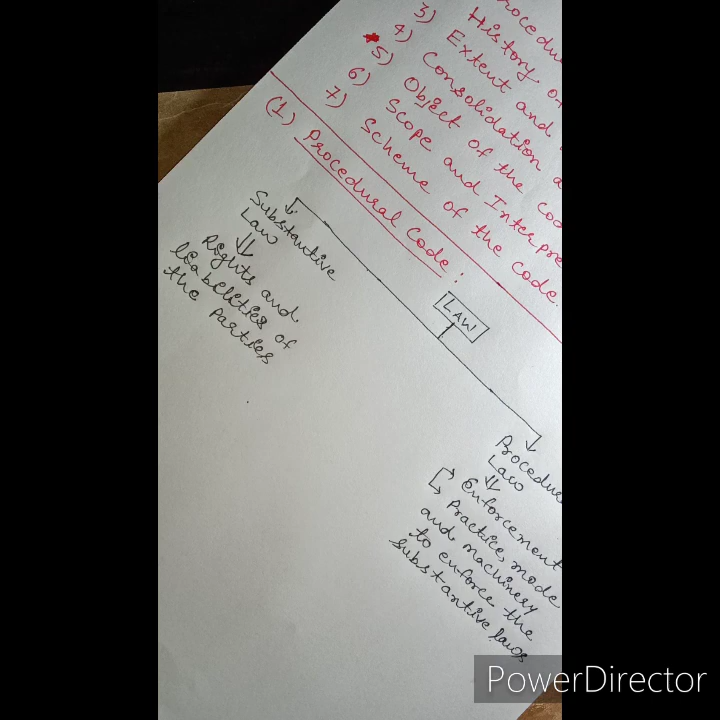 3) History of
4) Extent and
*5) Consolidation
6) Object of the
7) Scope and Interpre
Scheme of the code.
(1) Procedural Code:
LAW
Substantive
Law
Rights and
liabilities of
the parties
Law
Enforcement
Practice, mode
and machinery
to enforce the
substantive laws
PowerDirector